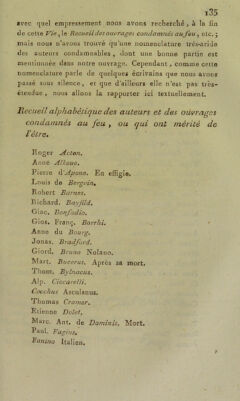 135
avec quel empressement nous avons recherché, à la fin
de cette Vie, le Recueil des ouvrages condamnés au feu, etc. ;
mais nous n'avons trouvé qu'une nomenclature très-aride
des auteurs condamnables, dont une bonne partie est
mentionnée dans notre ouvrage. Cependant, comme cette
nomenclature parle de quelques écrivains que nous avons
passé sous silence, et que d'ailleurs elle n'est pas très-
étendue, nous allons la rapporter ici textuellement.
Recueil alphabétique des auteurs et des ouvrages
condamnés au feu, ou qui ont mérité de
l'être.
Roger Acton.
Anne Allaue.
Pierre d'Apono. En effigie.
Louis de Berquin.
Robert Barnes.
Richard. Bayfild.
Giac. Bonfadio.
Gios. Franç. Borrhi.
Anne du Bourg.
Jonas. Bradford.
Giord. Bruno Nolano.
Mart. Bucerus. Après sa mort.
Thom. Bylnaeus.
Alp. Ciccarelli.
Cocchus Asculanus.
Thomas Cramer.
Etienne Dolet.
Marc. Ant. de Dominis. Mort.
Paul. Fagius.
Fanino Italien.